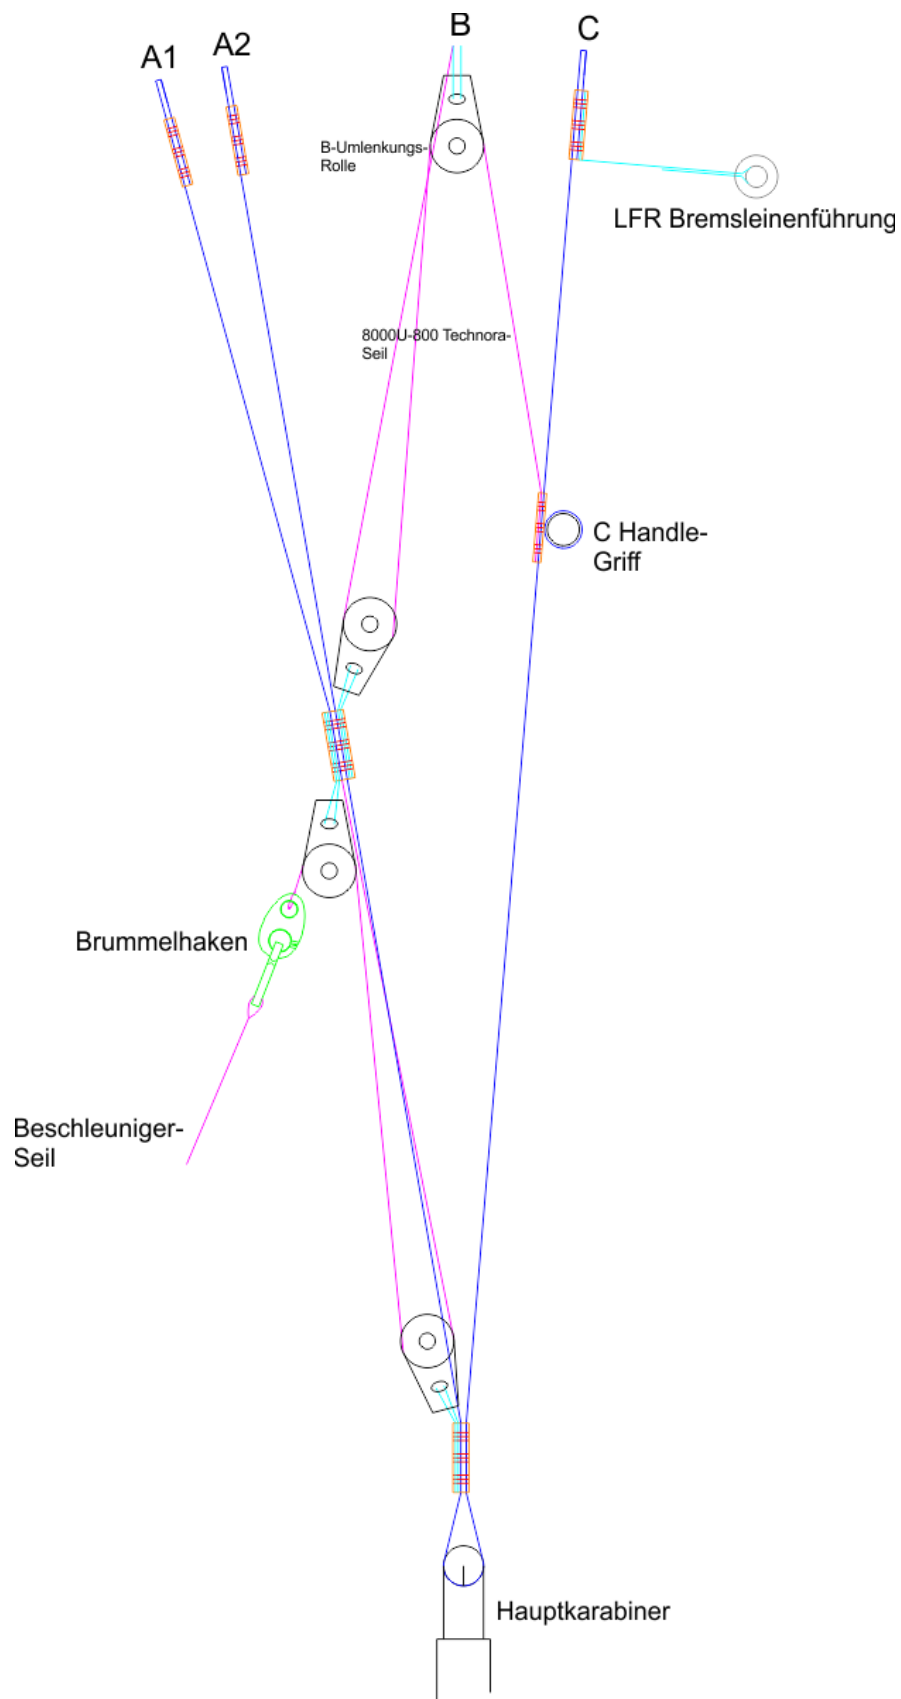 A1
A2
B
C
B-Umlenkungs-
Rolle
LFR Bremsleinenführung
8000U-800 Technora-
Seil
C Handle-
Griff
Brummelhaken
Beschleuniger-
Seil
Hauptkarabiner